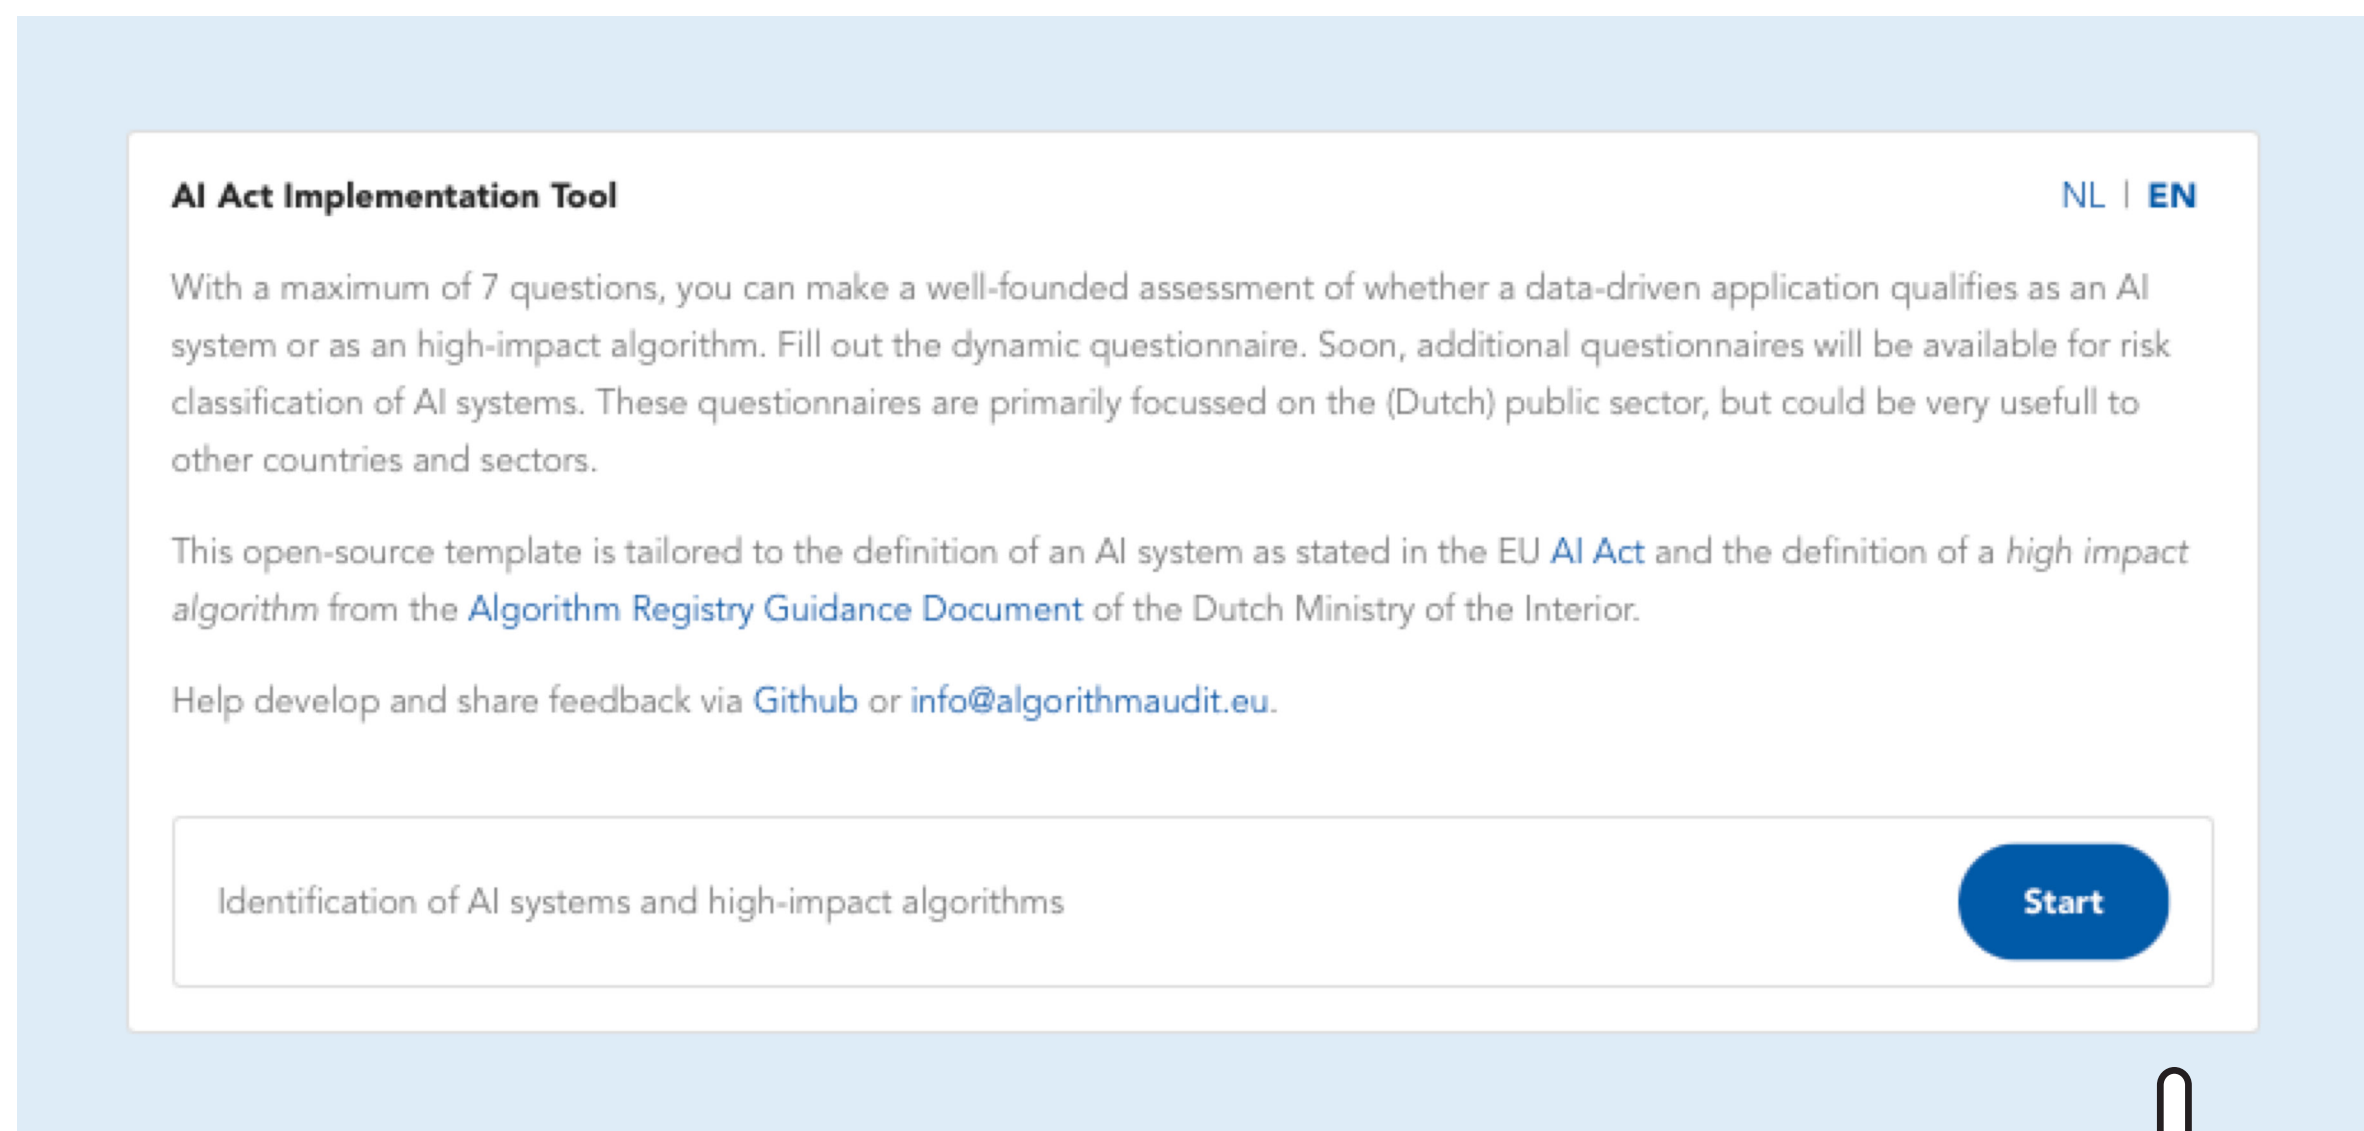 AI Act Implementation Tool
NL | EN
With a maximum of 7 questions, you can make a well-founded assessment of whether a data-driven application qualifies as an AI
system or as an high-impact algorithm. Fill out the dynamic questionnaire. Soon, additional questionnaires will be available for risk
classification of AI systems. These questionnaires are primarily focussed on the (Dutch) public sector, but could be very usefull to
other countries and sectors.
This open-source template is tailored to the definition of an AI system as stated in the EU AI Act and the definition of a high impact
algorithm from the Algorithm Registry Guidance Document of the Dutch Ministry of the Interior.
Help develop and share feedback via Github or info@algorithmaudit.eu.
Identification of AI systems and high-impact algorithms
Start